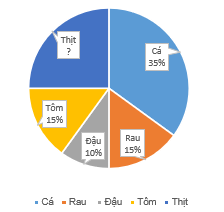 Thịt
?
Cá
35%
Tôm
15%
Đậu
10%
Rau
15%
Cá Rau Đậu Tôm Thịt